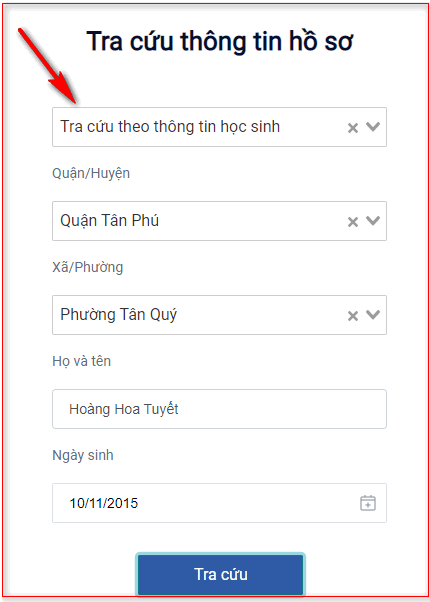 Tra cứu thông tin hồ sơ
Tra cứu theo thông tin học sinh
Quận/Huyện
Quận Tân Phú
Xã/Phường
Phường Tân Quý
Họ và tên
Hoàng Hoa Tuyết
Ngày sinh
10/11/2015
Tra cứu